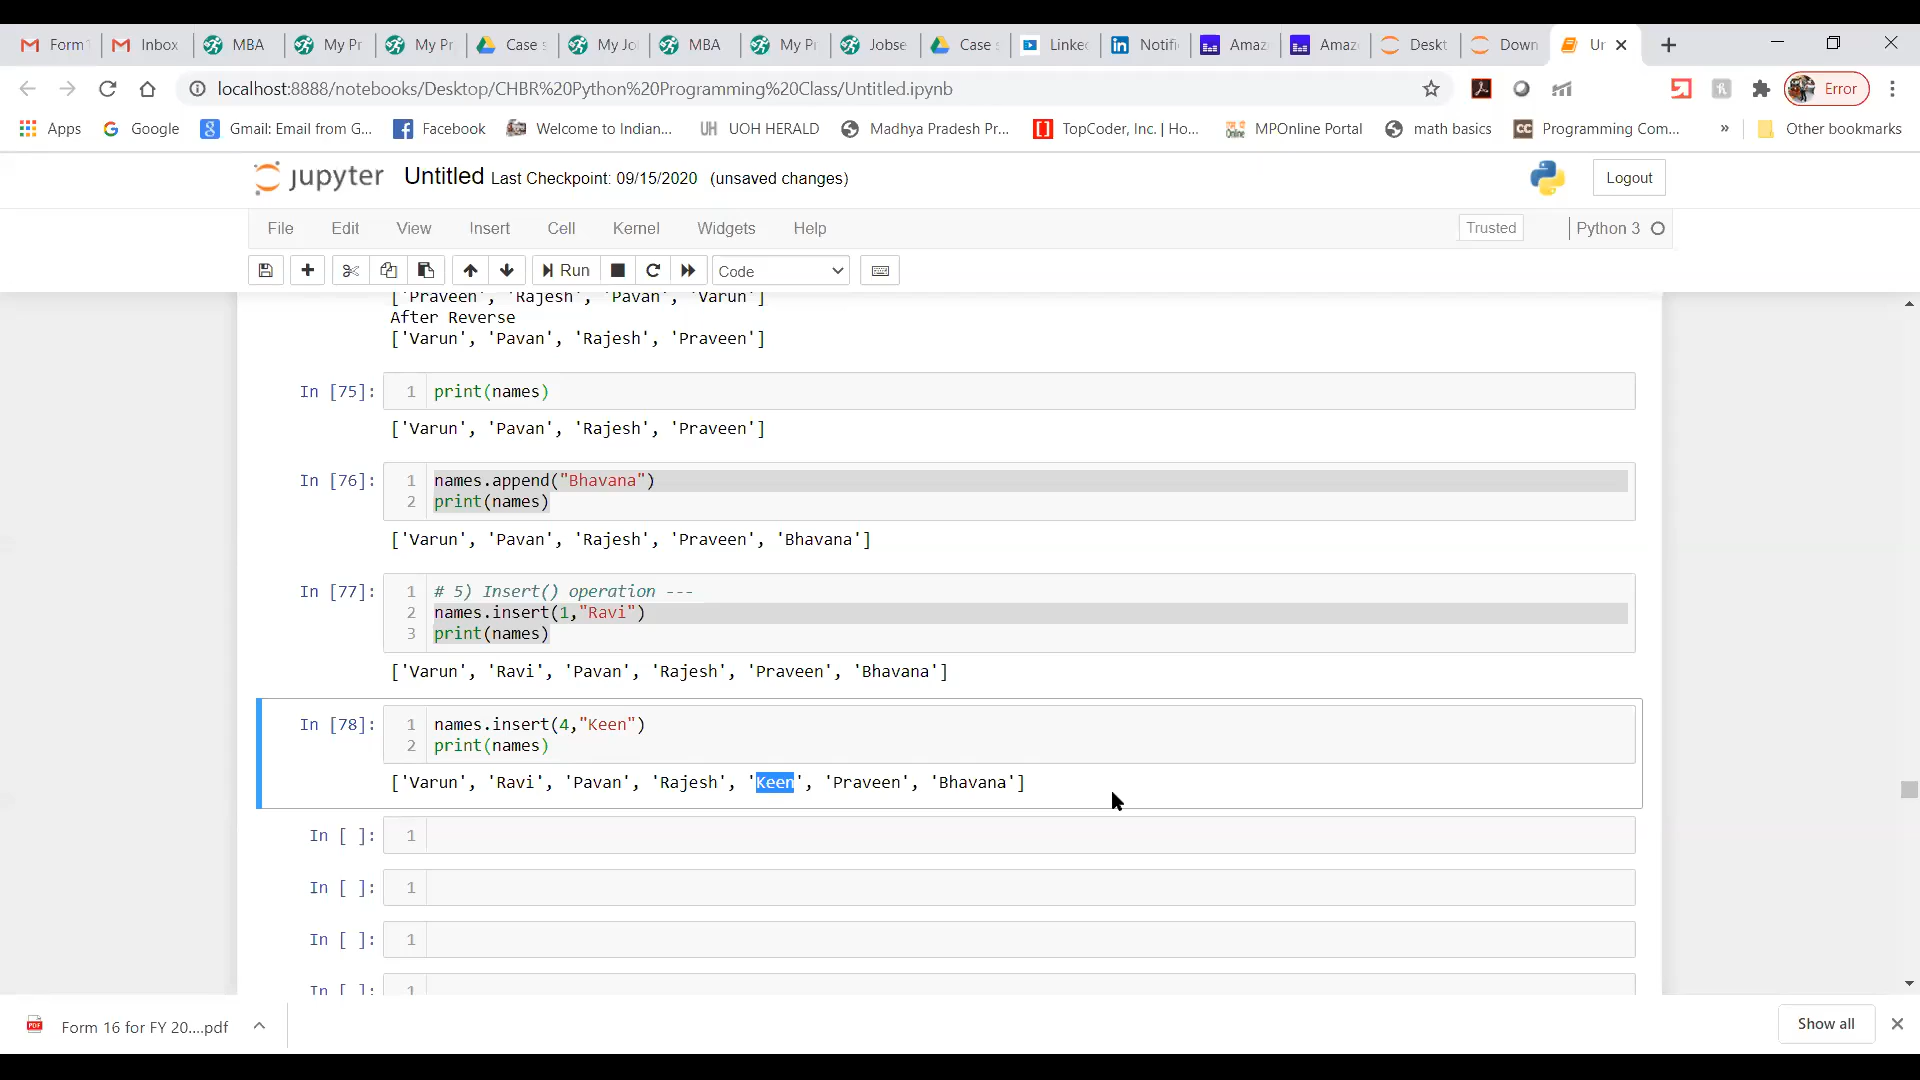 Form Inbox MBA My Pr My Pr Case s My Jo MBA My Pr Jobse Case Linke Notifi Amaz Amaz Deskt Down Ur
localhost:8888/notebooks/Desktop/CHBR%20Python%20Programming%20Class/Untitled.ipynb Error
Apps Google Gmail: Email from G... Facebook Welcome to Indian... UOH HERALD Madhya Pradesh Pr... TopCoder, Inc. | Ho... MPOnline Portal math basics Programming Com... » Other bookmarks
jupyter Untitled Last Checkpoint: 09/15/2020 (unsaved changes) Logout
File Edit View Insert Cell Kernel Widgets Help Trusted Python 3
Run Code
['Praveen', 'Rajesh', 'Pavan', 'Varun']
After Reverse
['Varun', 'Pavan', 'Rajesh', 'Praveen']
In [75]: 1 print(names)
['Varun', 'Pavan', 'Rajesh', 'Praveen']
In [76]: 1 names.append("Bhavana")
2 print(names)
['Varun', 'Pavan', 'Rajesh', 'Praveen', 'Bhavana']
In [77]: 1 # 5) Insert() operation ---
2 names.insert(1,"Ravi")
3 print(names)
['Varun', 'Ravi', 'Pavan', 'Rajesh', 'Praveen', 'Bhavana']
In [78]: 1 names.insert(4,"Keen")
2 print(names)
['Varun', 'Ravi', 'Pavan', 'Rajesh', 'Keen', 'Praveen', 'Bhavana']
In [ ]: 1
In [ ]: 1
In [ ]: 1
In [ ]: 1
Form 16 for FY 20....pdf Show all